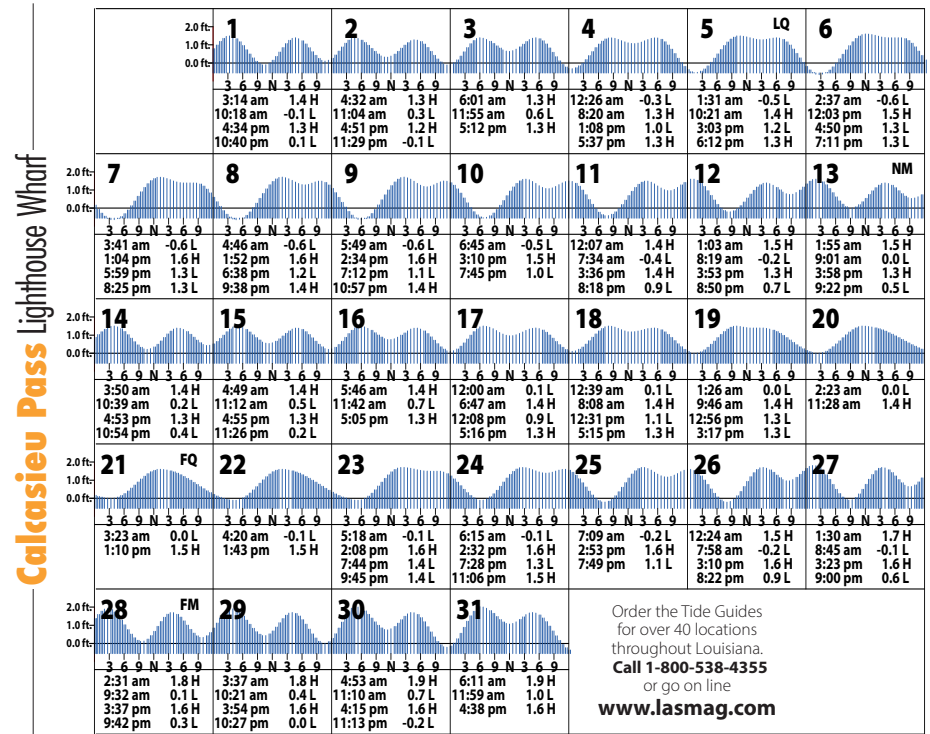 Calcasieu Pass Lighthouse Wharf
2.0 ft.
1.0 ft.
0.0 ft.
1
3 6 9 N 3 6 9
3:14 am 1.4 H
10:18 am -0.1 L
4:34 pm 1.3 H
10:40 pm 0.1 L
2
3 6 9 N 3 6 9
4:32 am 1.3 H
11:04 am 0.3 L
4:51 pm 1.2 H
11:29 pm -0.1 L
3
3 6 9 N 3 6 9
6:01 am 1.3 H
11:55 am 0.6 L
5:12 pm 1.3 H
4
3 6 9 N 3 6 9
12:26 am -0.3 L
8:20 am 1.3 H
1:08 pm 1.0 L
5:37 pm 1.3 H
5 LQ
3 6 9 N 3 6 9
1:31 am -0.5 L
10:21 am 1.4 H
3:03 pm 1.2 L
6:12 pm 1.3 H
6
3 6 9 N 3 6 9
2:37 am -0.6 L
12:03 pm 1.5 H
4:50 pm 1.3 L
7:11 pm 1.3 L
2.0 ft.
1.0 ft.
0.0 ft.
7
3 6 9 N 3 6 9
3:41 am -0.6 L
1:04 pm 1.6 H
5:59 pm 1.3 L
8:25 pm 1.3 L
8
3 6 9 N 3 6 9
4:46 am -0.6 L
1:52 pm 1.6 H
6:38 pm 1.2 L
9:38 pm 1.4 H
9
3 6 9 N 3 6 9
5:49 am -0.6 L
2:34 pm 1.6 H
7:12 pm 1.1 L
10:57 pm 1.4 H
10
3 6 9 N 3 6 9
6:45 am -0.5 L
3:10 pm 1.5 H
7:45 pm 1.0 L
11
3 6 9 N 3 6 9
12:07 am 1.4 H
7:34 am -0.4 L
3:36 pm 1.4 H
8:18 pm 0.9 L
12
3 6 9 N 3 6 9
1:03 am 1.5 H
8:19 am -0.2 L
3:53 pm 1.3 H
8:50 pm 0.7 L
13 NM
3 6 9 N 3 6 9
1:55 am 1.5 H
9:01 am 0.0 L
3:58 pm 1.3 H
9:22 pm 0.5 L
2.0 ft.
1.0 ft.
0.0 ft.
14
3 6 9 N 3 6 9
3:50 am 1.4 H
10:39 am 0.2 L
4:53 pm 1.3 H
10:54 pm 0.4 L
15
3 6 9 N 3 6 9
4:49 am 1.4 H
11:12 am 0.5 L
4:55 pm 1.3 H
11:26 pm 0.2 L
16
3 6 9 N 3 6 9
5:46 am 1.4 H
11:42 am 0.7 L
5:05 pm 1.3 H
17
3 6 9 N 3 6 9
12:00 am 0.1 L
6:47 am 1.4 H
12:08 pm 0.9 L
5:16 pm 1.3 H
18
3 6 9 N 3 6 9
12:39 am 0.1 L
8:08 am 1.4 H
12:31 pm 1.1 L
5:15 pm 1.3 H
19
3 6 9 N 3 6 9
1:26 am 0.0 L
9:46 am 1.4 H
12:56 pm 1.3 L
3:17 pm 1.3 L
20
3 6 9 N 3 6 9
2:23 am 0.0 L
11:28 am 1.4 H
2.0 ft.
1.0 ft.
0.0 ft.
21 FQ
3 6 9 N 3 6 9
3:23 am 0.0 L
1:10 pm 1.5 H
22
3 6 9 N 3 6 9
4:20 am -0.1 L
1:43 pm 1.5 H
23
3 6 9 N 3 6 9
5:18 am -0.1 L
2:08 pm 1.6 H
7:44 pm 1.4 L
9:45 pm 1.4 L
24
3 6 9 N 3 6 9
6:15 am -0.1 L
2:32 pm 1.6 H
7:28 pm 1.3 L
11:06 pm 1.5 H
25
3 6 9 N 3 6 9
7:09 am -0.2 L
2:53 pm 1.6 H
7:49 pm 1.1 L
26
3 6 9 N 3 6 9
12:24 am 1.5 H
7:58 am -0.2 L
3:10 pm 1.6 H
8:22 pm 0.9 L
27
3 6 9 N 3 6 9
1:30 am 1.7 H
8:45 am -0.1 L
3:23 pm 1.6 H
9:00 pm 0.6 L
2.0 ft.
1.0 ft.
0.0 ft.
28 FM
3 6 9 N 3 6 9
2:31 am 1.8 H
9:32 am 0.1 L
3:37 pm 1.6 H
9:42 pm 0.3 L
29
3 6 9 N 3 6 9
3:37 am 1.8 H
10:21 am 0.4 L
3:54 pm 1.6 H
10:27 pm 0.0 L
30
3 6 9 N 3 6 9
4:53 am 1.9 H
11:10 am 0.7 L
4:15 pm 1.6 H
11:13 pm -0.2 L
31
3 6 9 N 3 6 9
6:11 am 1.9 H
11:59 am 1.0 L
4:38 pm 1.6 H
Order the Tide Guides
for over 40 locations
throughout Louisiana.
Call 1-800-538-4355
or go on line
www.lasmag.com